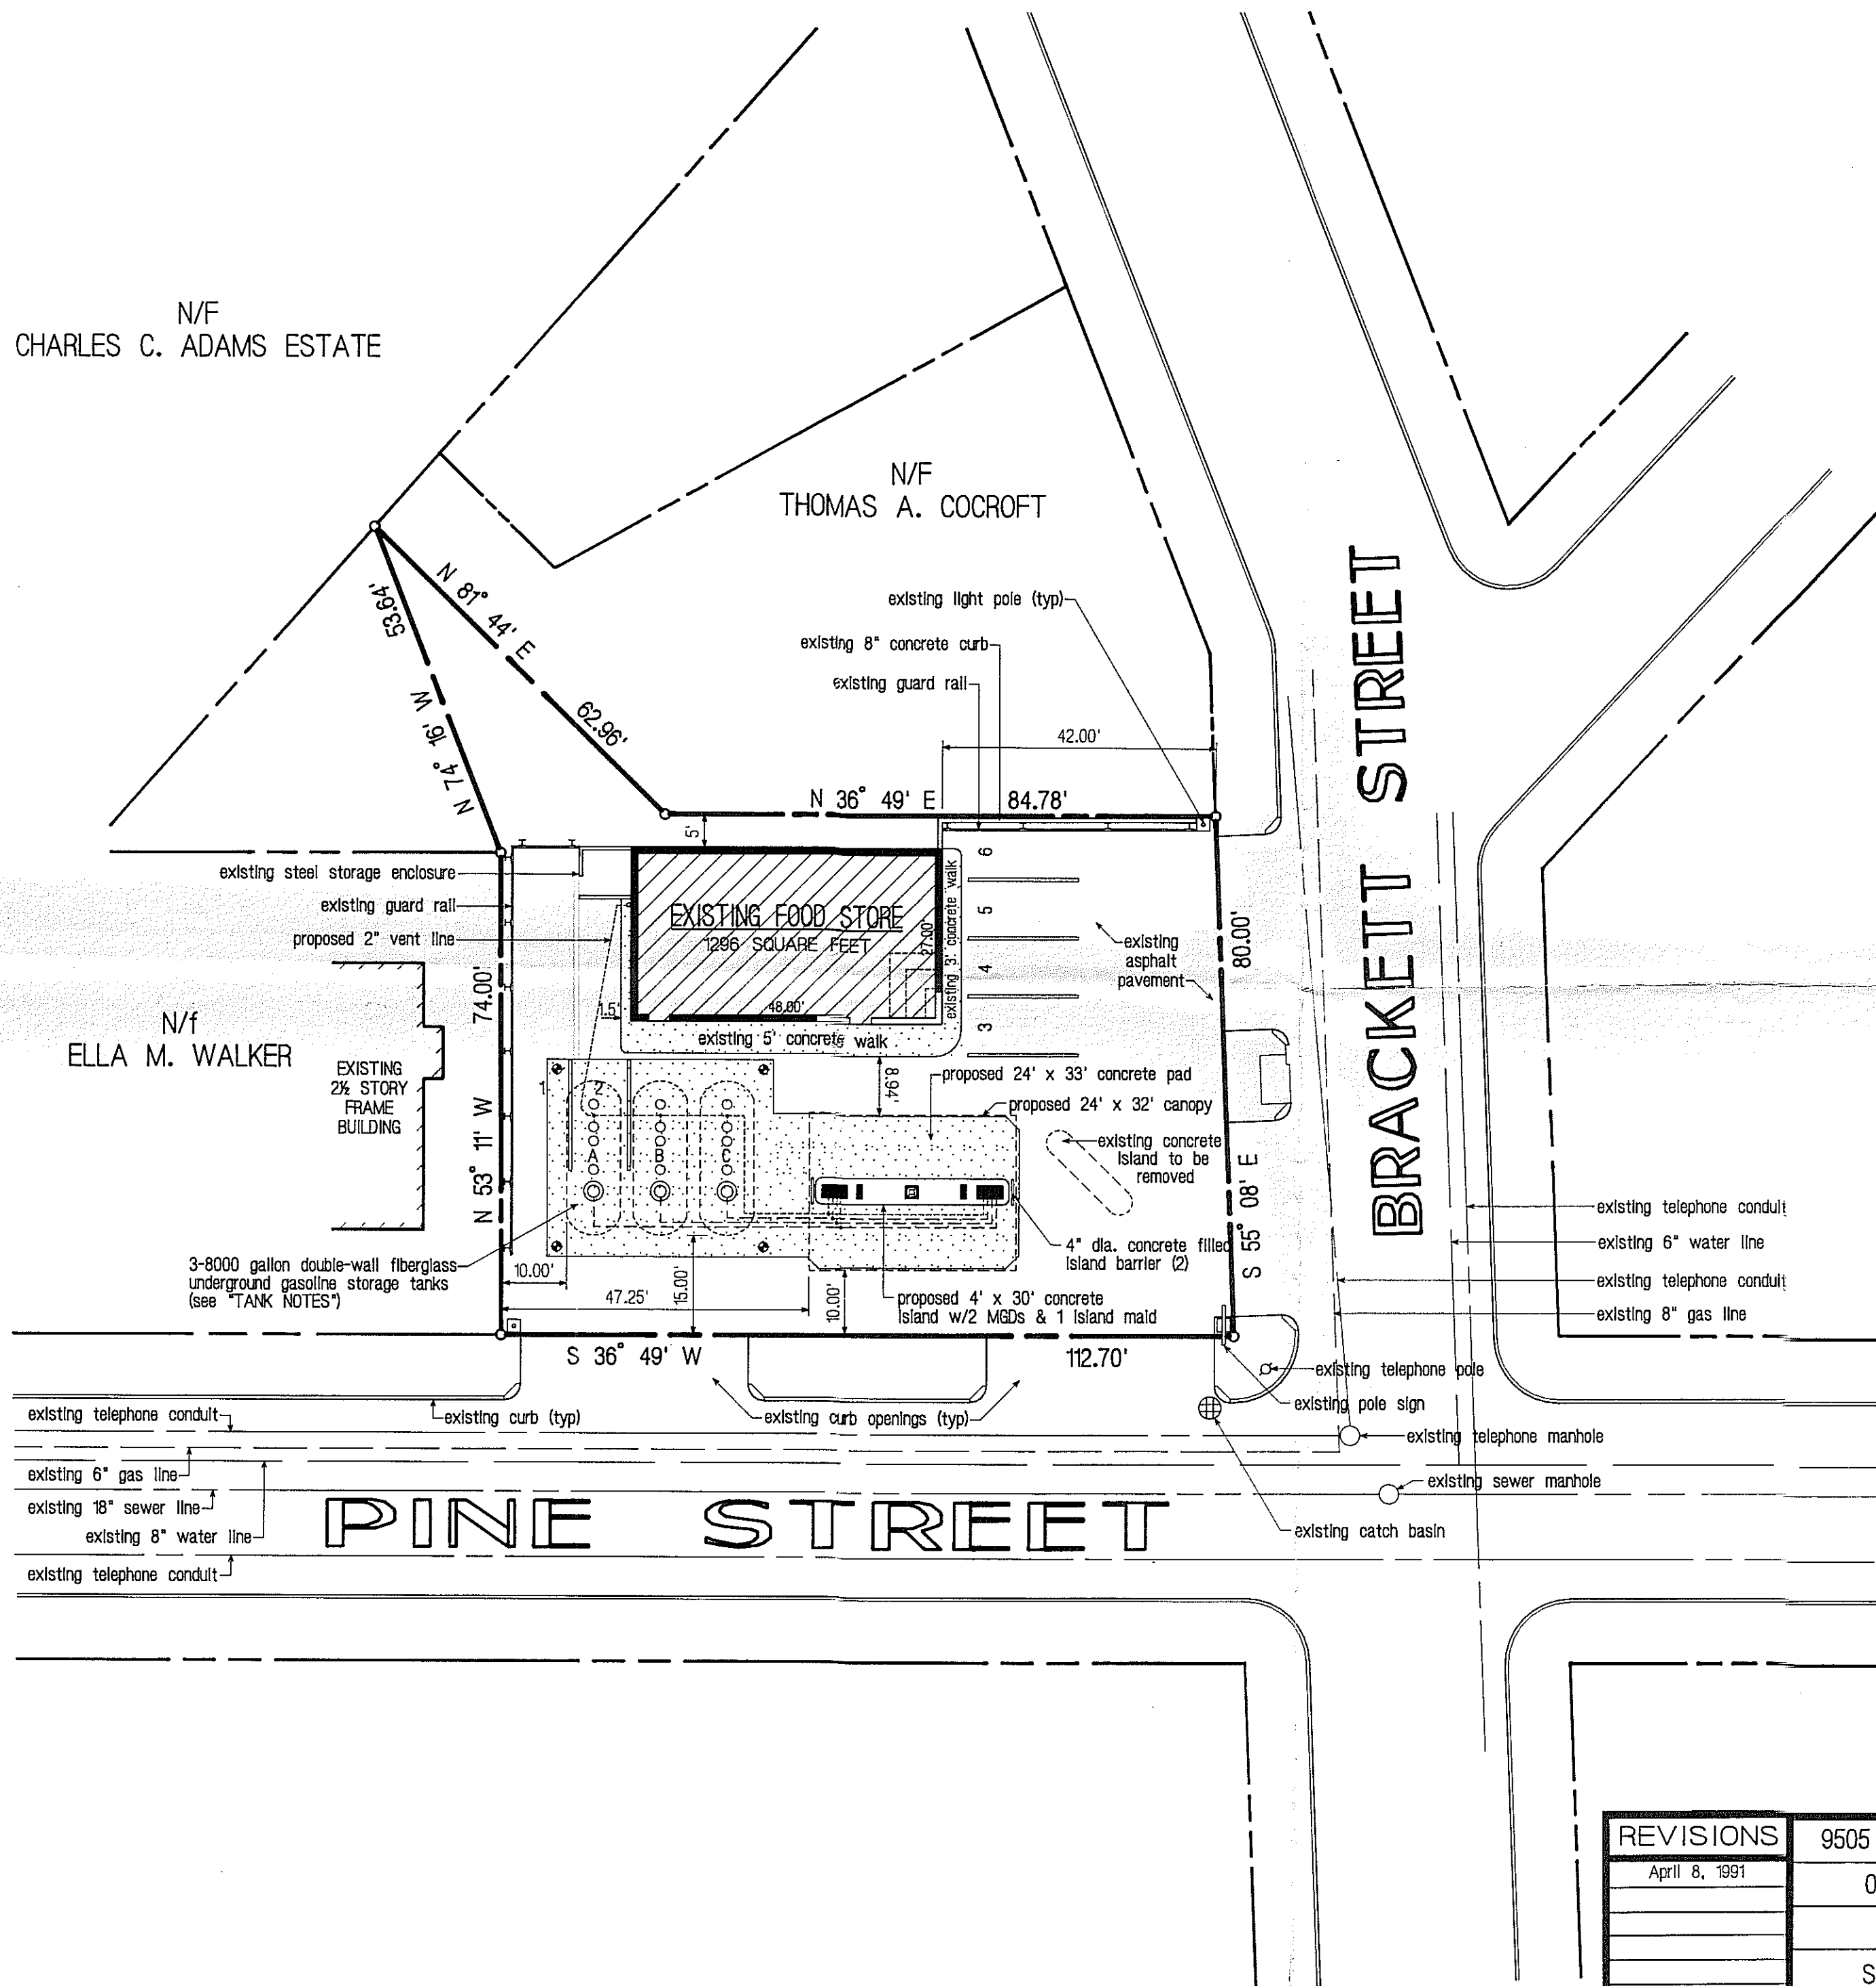 N/F
CHARLES C. ADAMS ESTATE
N/F
THOMAS A. COCROFT
N 81° 44' E
62.96'
53.64'
N 74° 16' W
existing light pole (typ)
existing 8" concrete curb
existing guard rail
42.00'
N 36° 49' E 84.78'
5'
existing steel storage enclosure
existing guard rail
proposed 2" vent line
EXISTING FOOD STORE
1296 SQUARE FEET
27.00'
48.00'
1.5'
existing 3' concrete walk
6
5
4
3
existing
asphalt
pavement
80.00'
S 55° 08' E
existing 5' concrete walk
74.00'
N 53° 11' W
N/f
ELLA M. WALKER
EXISTING
2½ STORY
FRAME
BUILDING
1
2
A
B
C
8.94'
proposed 24' x 33' concrete pad
proposed 24' x 32' canopy
existing concrete
island to be
removed
4" dia. concrete filled
island barrier (2)
3-8000 gallon double-wall fiberglass
underground gasoline storage tanks
(see "TANK NOTES")
10.00'
47.25'
15.00'
10.00'
proposed 4' x 30' concrete
island w/2 MGDs & 1 island maid
S 36° 49' W
112.70'
BRACKETT STREET
existing telephone conduit
existing 6" water line
existing telephone conduit
existing 8" gas line
existing telephone pole
existing pole sign
existing telephone manhole
existing sewer manhole
existing catch basin
existing curb (typ)
existing curb openings (typ)
existing telephone conduit
existing 6" gas line
existing 18" sewer line
existing 8" water line
existing telephone conduit
PINE STREET
REVISIONS
April 8, 1991
9505
0
S